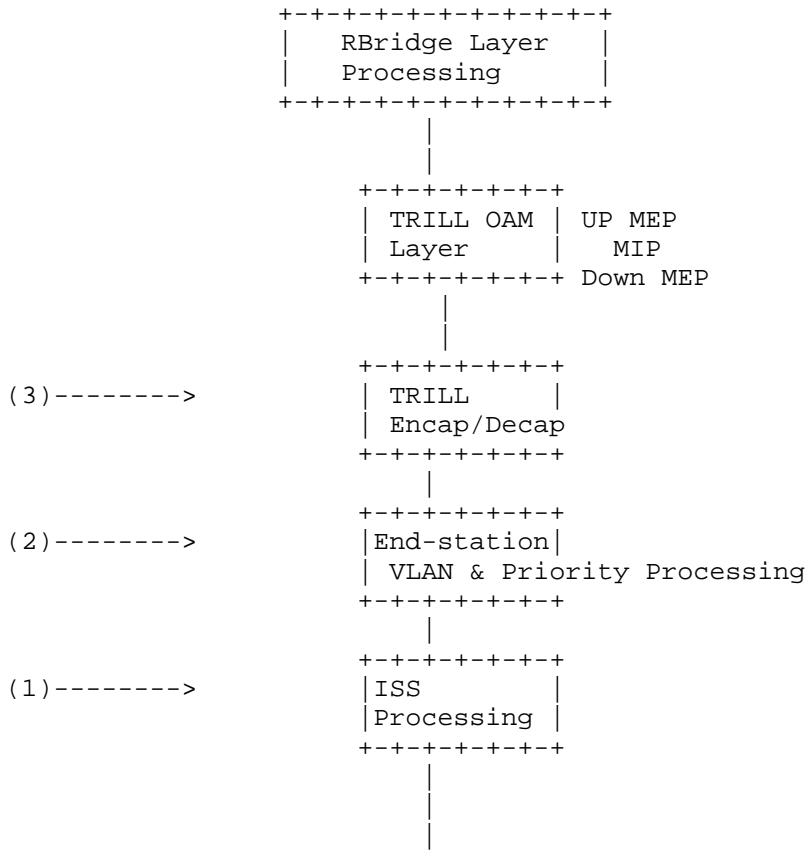 +-+-+-+-+-+-+-+-+
| RBridge Layer |
| Processing |
+-+-+-+-+-+-+-+-+
|
|
+-+-+-+-+-+-+
| TRILL OAM | UP MEP
| Layer | MIP
+-+-+-+-+-+-+ Down MEP
|
|
+-+-+-+-+-+-+
(3)--------> | TRILL |
| Encap/Decap
+-+-+-+-+-+-+
|
+-+-+-+-+-+-+
(2)--------> |End-station|
| VLAN & Priority Processing
+-+-+-+-+-+-+
|
+-+-+-+-+-+-+
(1)--------> |ISS |
|Processing |
+-+-+-+-+-+-+
|
|
|